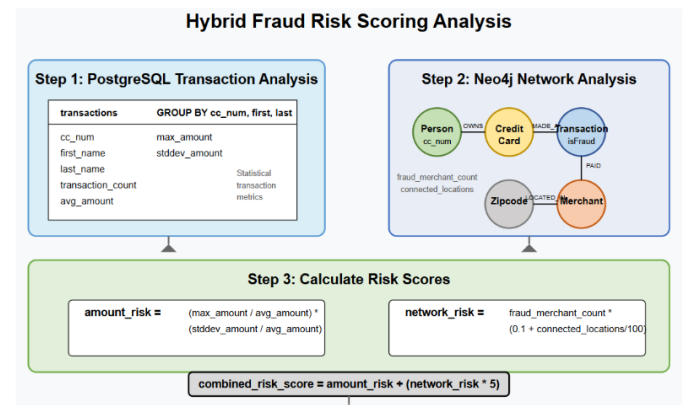 Hybrid Fraud Risk Scoring Analysis
Step 1: PostgreSQL Transaction Analysis
transactions
GROUP BY cc_num, first, last
cc_num
first_name
last_name
transaction_count
avg_amount
max_amount
stddev_amount
Statistical
transaction
metrics
Step 2: Neo4j Network Analysis
Person
cc_num
OWNS
Credit
Card
MADE_
Transaction
isFraud
PAID
fraud_merchant_count
connected_locations
Zipcode
LOCATED_
Merchant
Step 3: Calculate Risk Scores
amount_risk =
(max_amount / avg_amount) *
(stddev_amount / avg_amount)
network_risk =
fraud_merchant_count *
(0.1 + connected_locations/100)
combined_risk_score = amount_risk + (network_risk * 5)